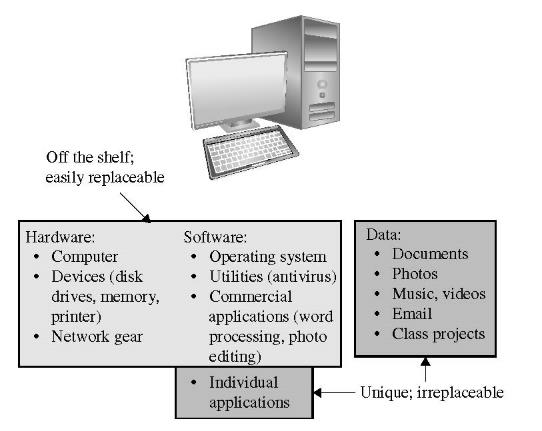 Off the shelf;
easily replaceable
Hardware:
• Computer
• Devices (disk
drives, memory,
printer)
• Network gear
Software:
• Operating system
• Utilities (antivirus)
• Commercial
applications (word
processing, photo
editing)
• Individual
applications
Data:
• Documents
• Photos
• Music, videos
• Email
• Class projects
Unique; irreplaceable